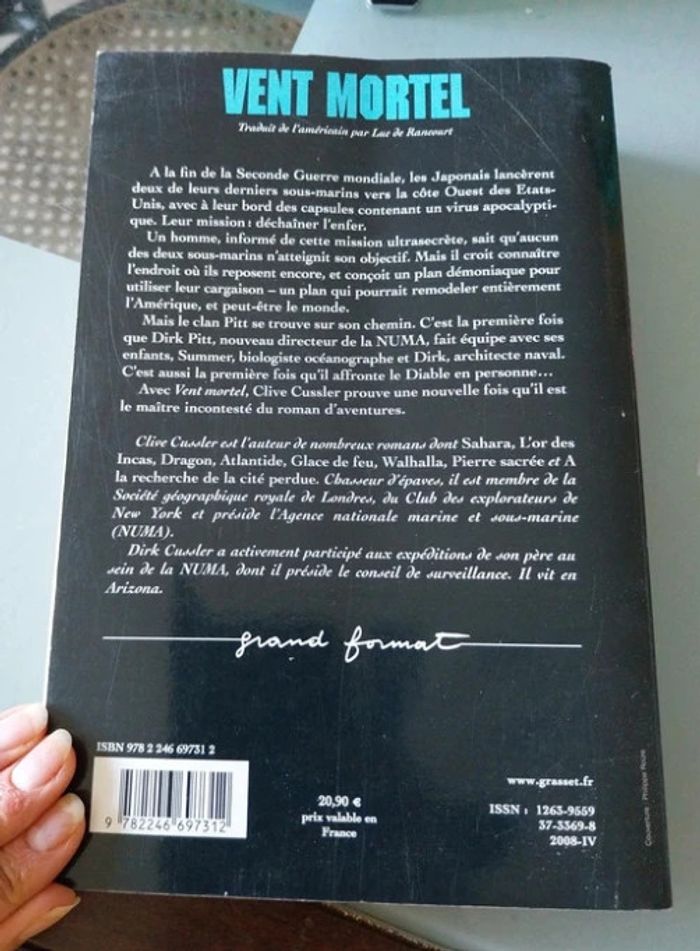 VENT MORTEL
Traduit de l'américain par Luc de Rancourt
A la fin de la Seconde Guerre mondiale, les Japonais lancèrent
deux de leurs derniers sous-marins vers la côte Ouest des Etats-
Unis, avec à leur bord des capsules contenant un virus apocalypti-
que. Leur mission : déchaîner l'enfer.
Un homme, informé de cette mission ultrasecrète, sait qu'aucun
des deux sous-marins n'atteignit son objectif. Mais il croit connaître
l'endroit où ils reposent encore, et conçoit un plan démoniaque pour
utiliser leur cargaison – un plan qui pourrait remodeler entièrement
l'Amérique, et peut-être le monde.
Mais le clan Pitt se trouve sur son chemin. C'est la première fois
que Dirk Pitt, nouveau directeur de la NUMA, fait équipe avec ses
enfants, Summer, biologiste océanographe et Dirk, architecte naval.
C'est aussi la première fois qu'il affronte le Diable en personne...
Avec Vent mortel, Clive Cussler prouve une nouvelle fois qu'il est
le maître incontesté du roman d'aventures.
Clive Cussler est l'auteur de nombreux romans dont Sahara, L'or des
Incas, Dragon, Atlantide, Glace de feu, Walhalla, Pierre sacrée et A
la recherche de la cité perdue. Chasseur d'épaves, il est membre de la
Société géographique royale de Londres, du Club des explorateurs de
New York et préside l'Agence nationale marine et sous-marine
(NUMA).
Dirk Cussler a activement participé aux expéditions de son père au
sein de la NUMA, dont il préside le conseil de surveillance. Il vit en
Arizona.
grand format
ISBN 978 2 246 69731 2
9 782246 697312
20,90 €
prix valable en
France
www.grasset.fr
ISSN : 1263-9559
37-3369-8
2008-IV
Couverture : Philippe Roure